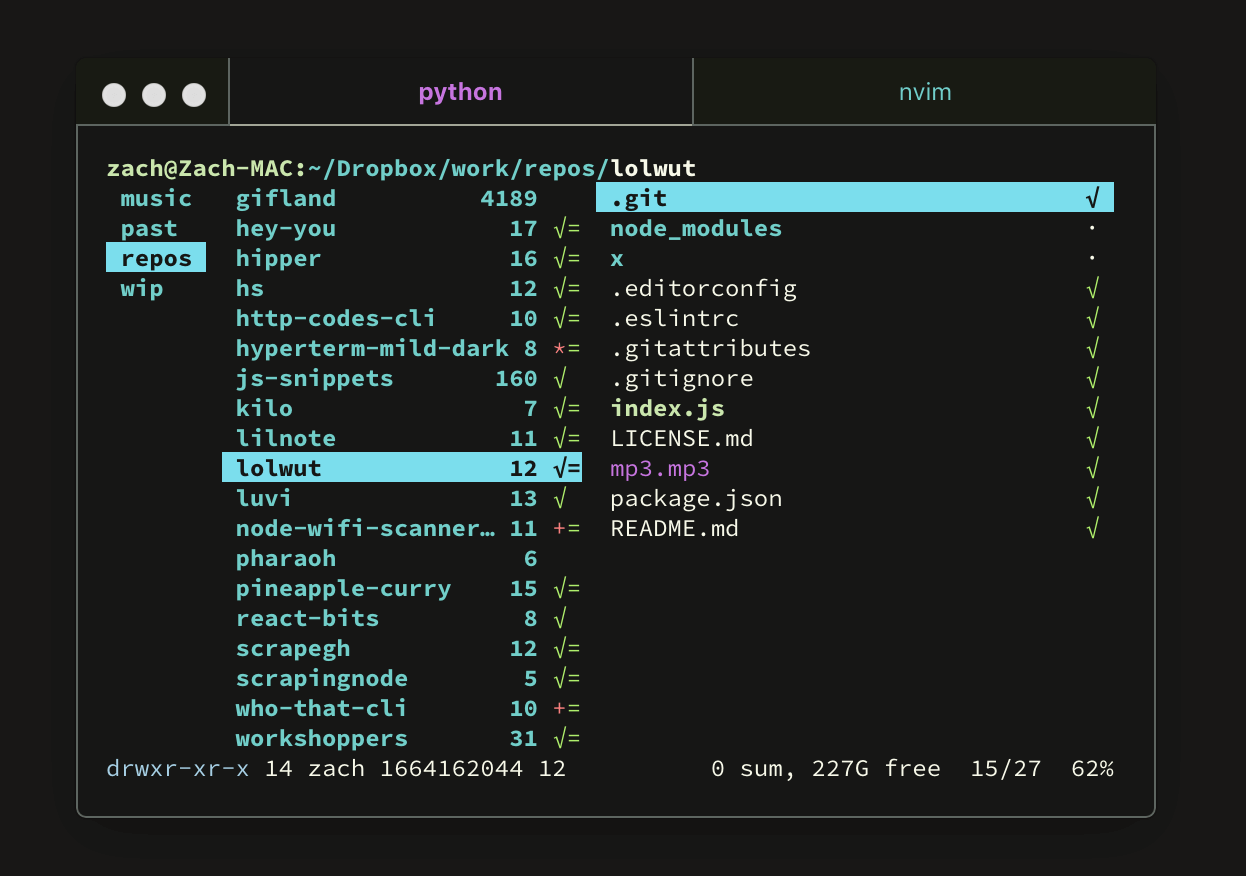 python nvim
zach@Zach-MAC:~/Dropbox/work/repos/lolwut
music gifland 4189 .git √
past hey-you 17 √= node_modules ·
repos hipper 16 √= x ·
wip hs 12 √= .editorconfig √
http-codes-cli 10 √= .eslintrc √
hyperterm-mild-dark 8 *= .gitattributes √
js-snippets 160 √ .gitignore √
kilo 7 √= index.js √
lilnote 11 √= LICENSE.md √
lolwut 12 √= mp3.mp3 √
luvi 13 √ package.json √
node-wifi-scanner… 11 += README.md √
pharaoh 6
pineapple-curry 15 √=
react-bits 8 √
scrapegh 12 √=
scrapingnode 5 √=
who-that-cli 10 +=
workshoppers 31 √=
drwxr-xr-x 14 zach 1664162044 12 0 sum, 227G free 15/27 62%